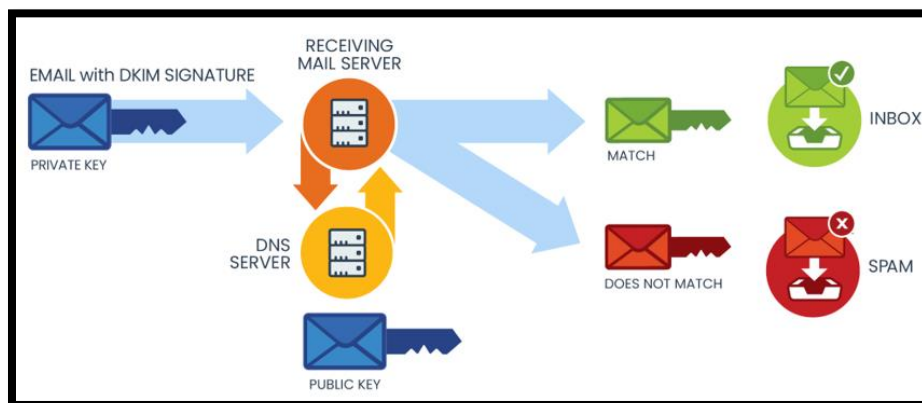 EMAIL with DKIM SIGNATURE
PRIVATE KEY
RECEIVING
MAIL SERVER
DNS
SERVER
PUBLIC KEY
MATCH
INBOX
DOES NOT MATCH
SPAM